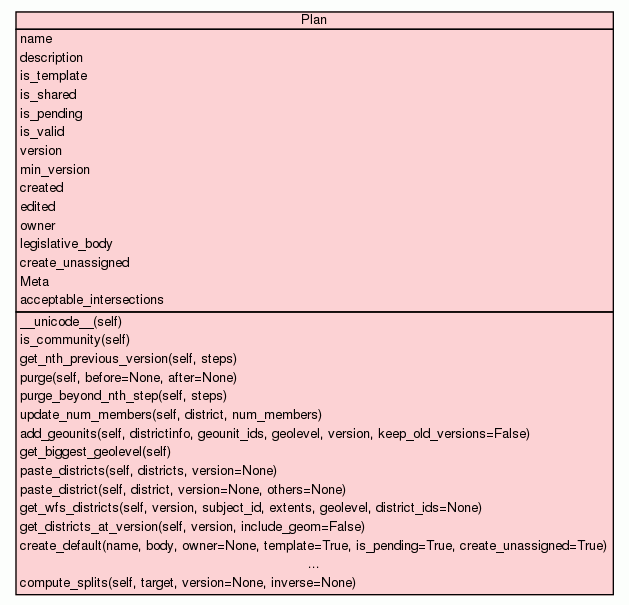 Plan
name
description
is_template
is_shared
is_pending
is_valid
version
min_version
created
edited
owner
legislative_body
create_unassigned
Meta
acceptable_intersections
__unicode__(self)
is_community(self)
get_nth_previous_version(self, steps)
purge(self, before=None, after=None)
purge_beyond_nth_step(self, steps)
update_num_members(self, district, num_members)
add_geounits(self, districtinfo, geounit_ids, geolevel, version, keep_old_versions=False)
get_biggest_geolevel(self)
paste_districts(self, districts, version=None)
paste_district(self, district, version=None, others=None)
get_wfs_districts(self, version, subject_id, extents, geolevel, district_ids=None)
get_districts_at_version(self, version, include_geom=False)
create_default(name, body, owner=None, template=True, is_pending=True, create_unassigned=True)
...
compute_splits(self, target, version=None, inverse=None)